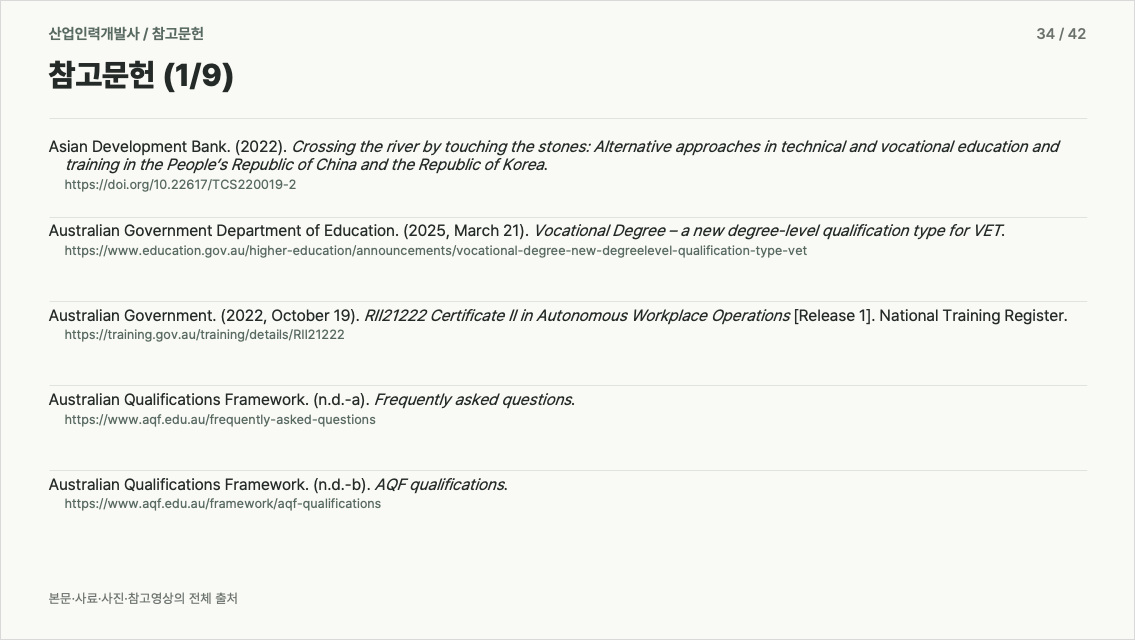 산업인력개발사 / 참고문헌
34 / 42
참고문헌 (1/9)
Asian Development Bank. (2022). Crossing the river by touching the stones: Alternative approaches in technical and vocational education and
training in the People’s Republic of China and the Republic of Korea.
https://doi.org/10.22617/TCS220019-2
Australian Government Department of Education. (2025, March 21). Vocational Degree – a new degree-level qualification type for VET.
https://www.education.gov.au/higher-education/announcements/vocational-degree-new-degreelevel-qualification-type-vet
Australian Government. (2022, October 19). RII21222 Certificate II in Autonomous Workplace Operations [Release 1]. National Training Register.
https://training.gov.au/training/details/RII21222
Australian Qualifications Framework. (n.d.-a). Frequently asked questions.
https://www.aqf.edu.au/frequently-asked-questions
Australian Qualifications Framework. (n.d.-b). AQF qualifications.
https://www.aqf.edu.au/framework/aqf-qualifications
본문·사료·사진·참고영상의 전체 출처